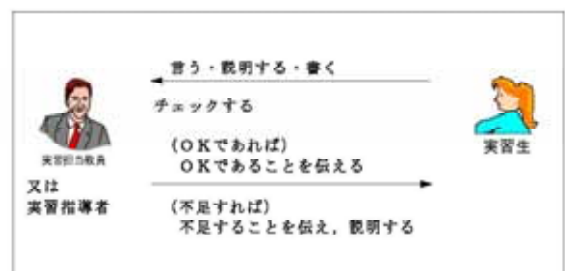 言う・説明する・書く
チェックする
(OKであれば)
OKであることを伝える
実習担当教員
又は
実習指導者
実習生
(不足すれば)
不足することを伝え，説明する